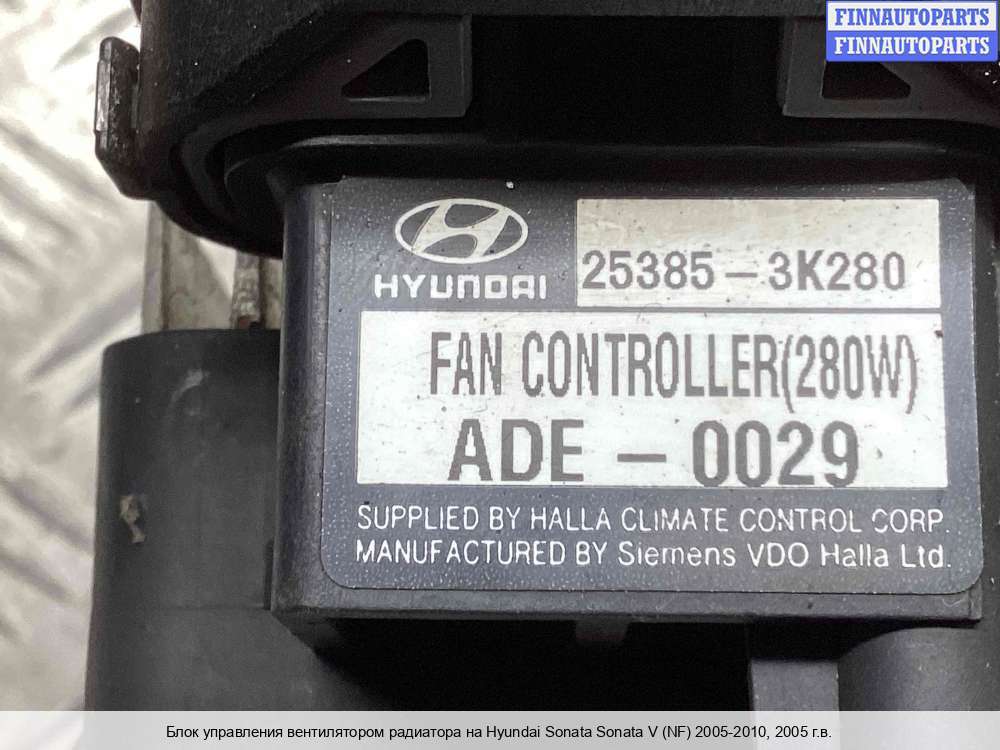 FINNAUTOPARTS
FINNAUTOPARTS
HYUNDAI
25385-3K280
FAN CONTROLLER(280W)
ADE-0029
SUPPLIED BY HALLA CLIMATE CONTROL CORP.
MANUFACTURED BY Siemens VDO Halla Ltd.
Блок управления вентилятором радиатора на Hyundai Sonata Sonata V (NF) 2005-2010, 2005 г.в.